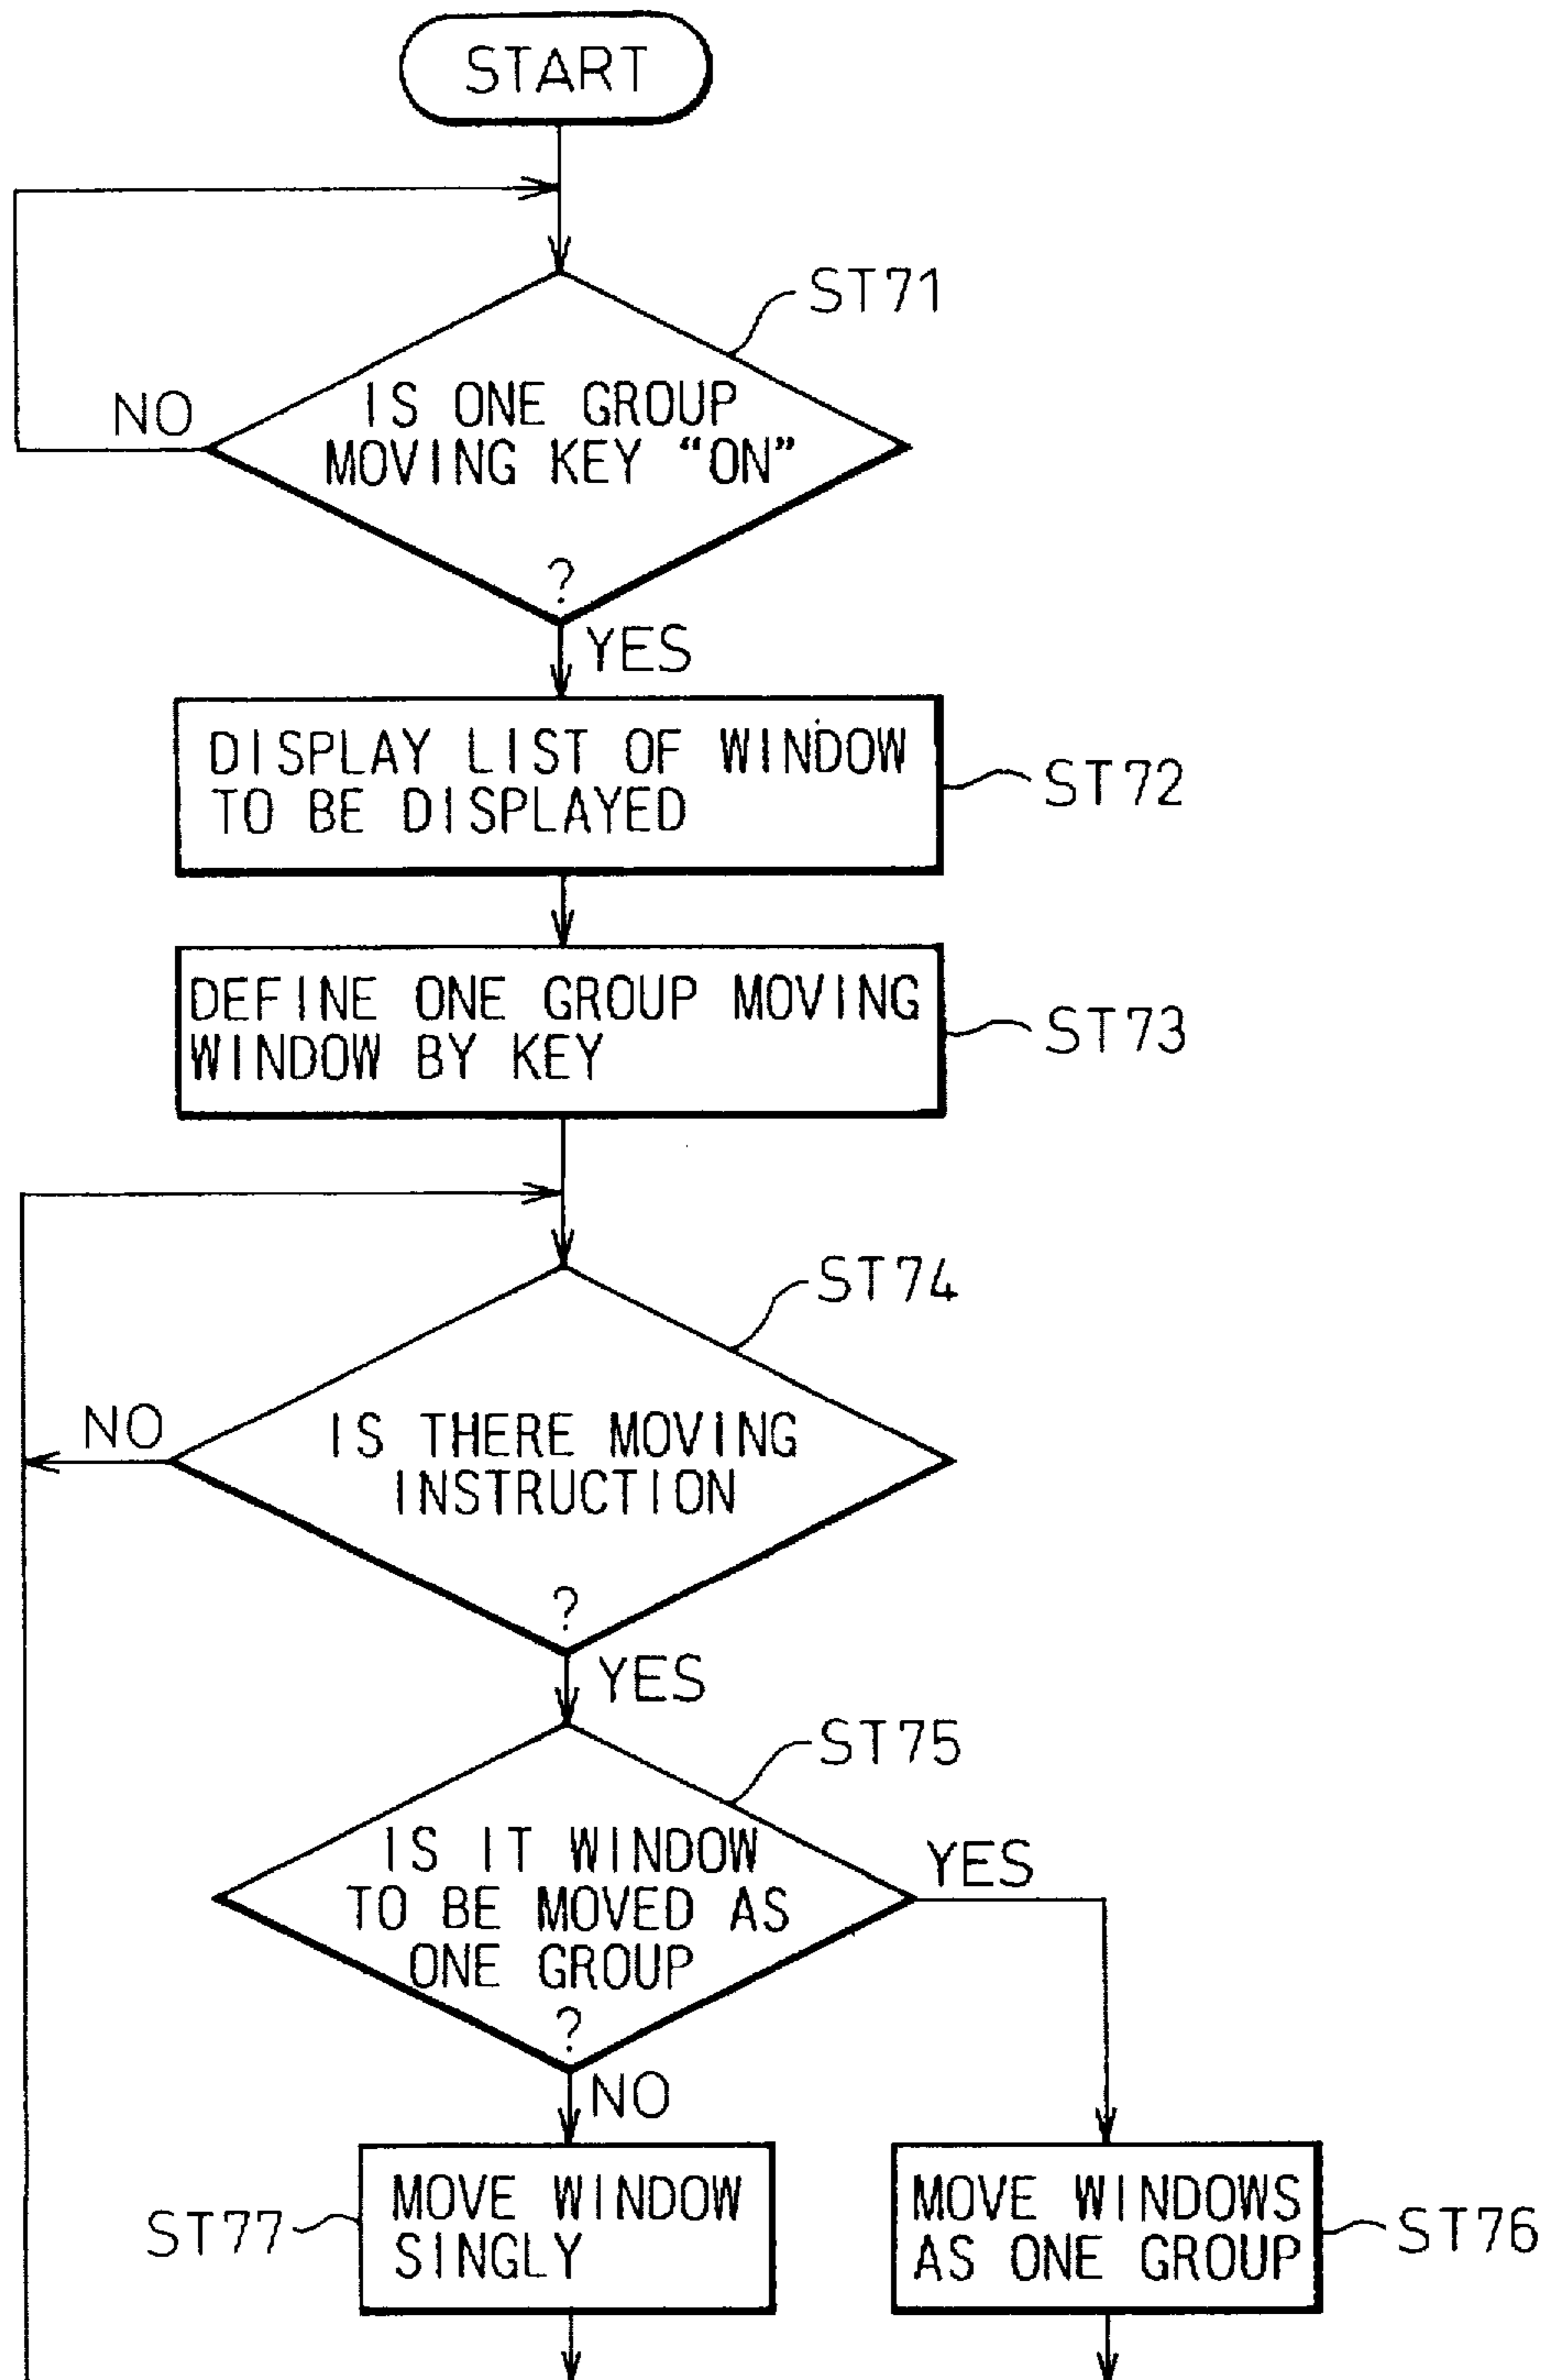 START
ST71
IS ONE GROUP
MOVING KEY “ON”
?
NO
YES
DISPLAY LIST OF WINDOW
TO BE DISPLAYED
ST72
DEFINE ONE GROUP MOVING
WINDOW BY KEY
ST73
ST74
NO
IS THERE MOVING
INSTRUCTION
?
YES
ST75
IS IT WINDOW
TO BE MOVED AS
ONE GROUP
?
YES
NO
ST77
MOVE WINDOW
SINGLY
MOVE WINDOWS
AS ONE GROUP
ST76